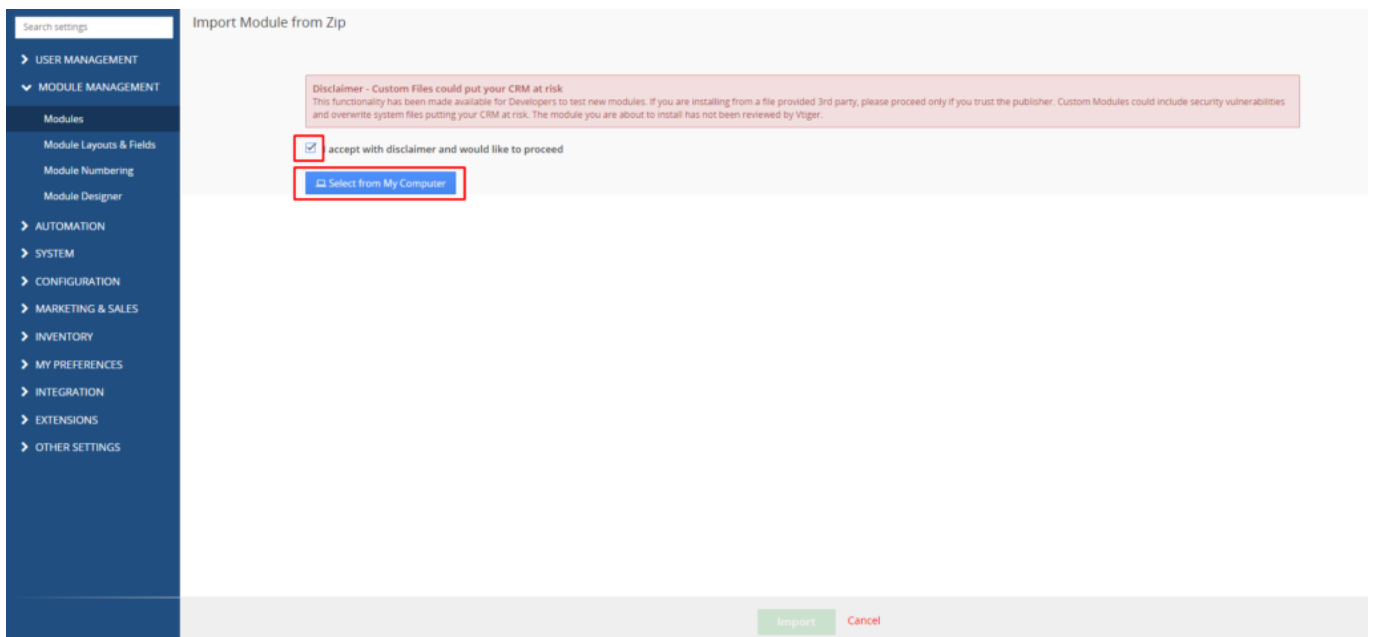 Search settings
USER MANAGEMENT
MODULE MANAGEMENT
Modules
Module Layouts & Fields
Module Numbering
Module Designer
AUTOMATION
SYSTEM
CONFIGURATION
MARKETING & SALES
INVENTORY
MY PREFERENCES
INTEGRATION
EXTENSIONS
OTHER SETTINGS
Import Module from Zip
Disclaimer - Custom Files could put your CRM at risk
This functionality has been made available for Developers to test new modules. If you are installing from a file provided 3rd party, please proceed only if you trust the publisher. Custom Modules could include security vulnerabilities
and overwrite system files putting your CRM at risk. The module you are about to install has not been reviewed by Vtiger.
I accept with disclaimer and would like to proceed
Select from My Computer
Import
Cancel